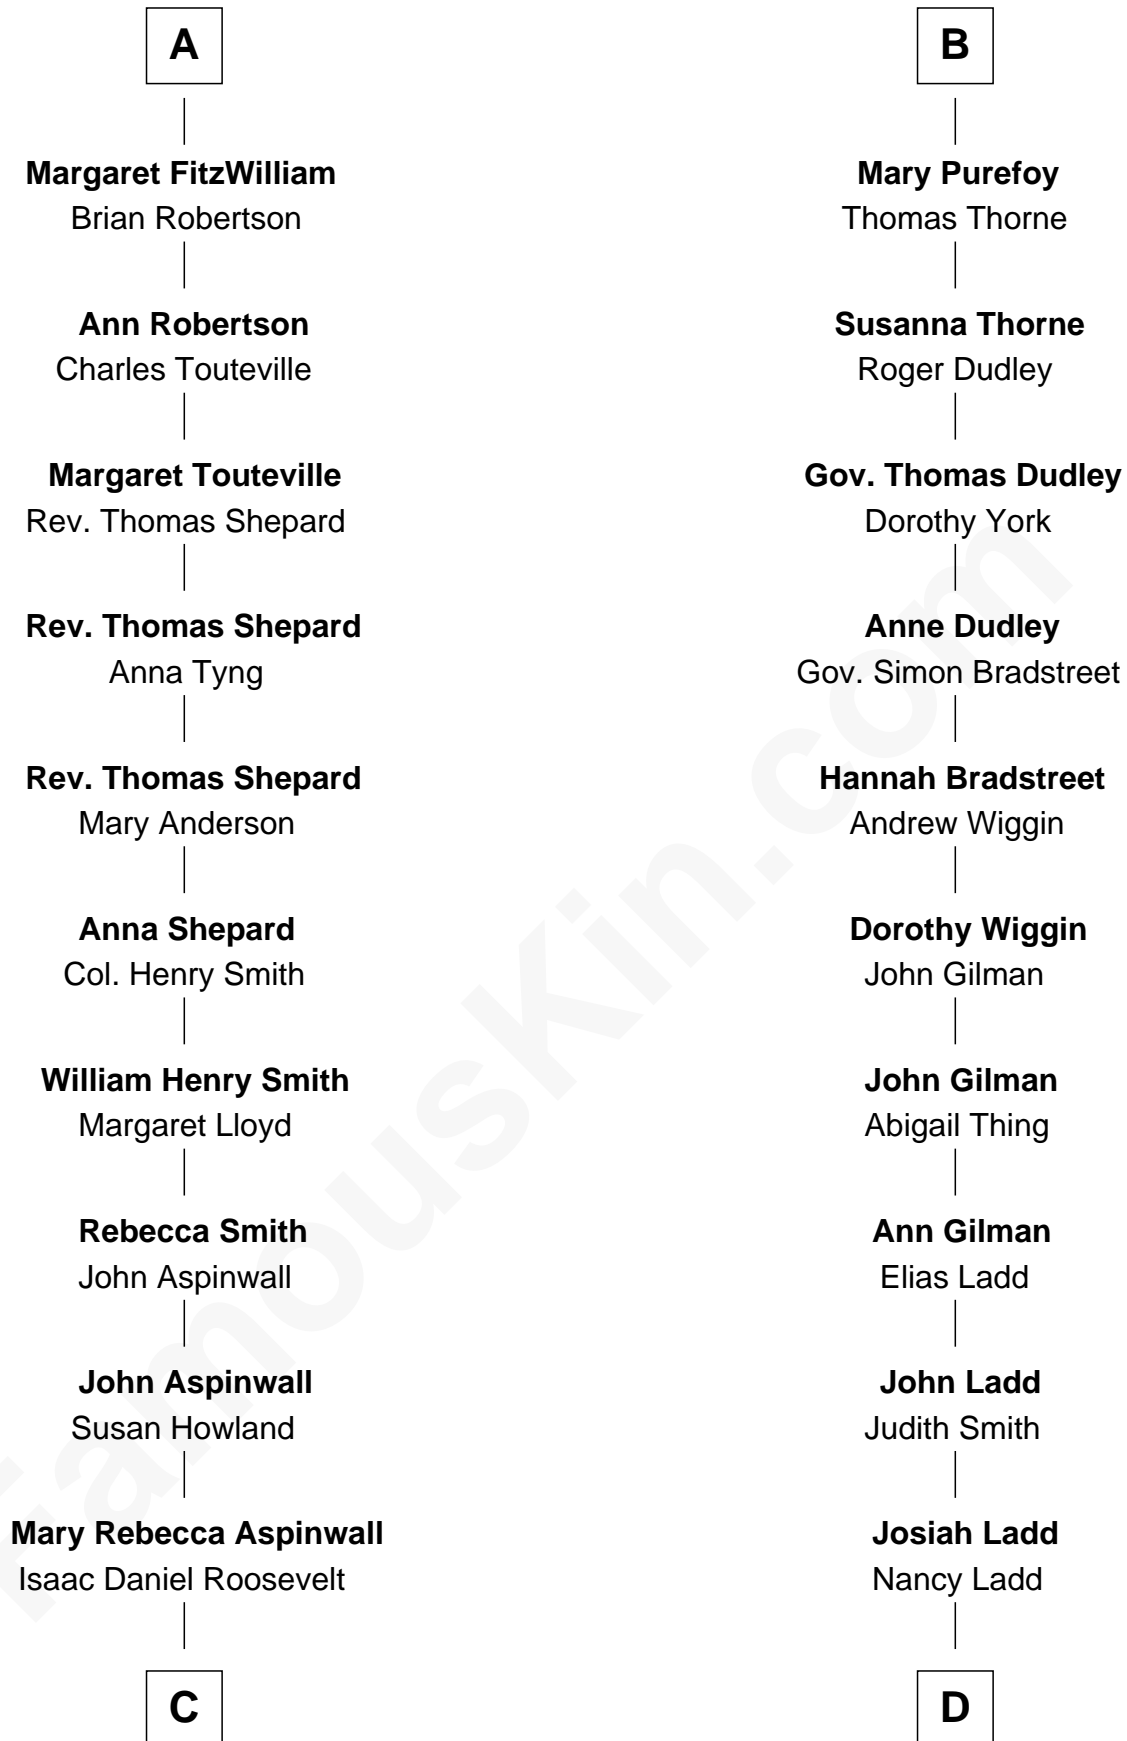 A
Margaret FitzWilliam
Brian Robertson
Ann Robertson
Charles Touteville
Margaret Touteville
Rev. Thomas Shepard
Rev. Thomas Shepard
Anna Tyng
Rev. Thomas Shepard
Mary Anderson
Anna Shepard
Col. Henry Smith
William Henry Smith
Margaret Lloyd
Rebecca Smith
John Aspinwall
John Aspinwall
Susan Howland
Mary Rebecca Aspinwall
Isaac Daniel Roosevelt
C
B
Mary Purefoy
Thomas Thorne
Susanna Thorne
Roger Dudley
Gov. Thomas Dudley
Dorothy York
Anne Dudley
Gov. Simon Bradstreet
Hannah Bradstreet
Andrew Wiggin
Dorothy Wiggin
John Gilman
John Gilman
Abigail Thing
Ann Gilman
Elias Ladd
John Ladd
Judith Smith
Josiah Ladd
Nancy Ladd
D
FamousKin.com